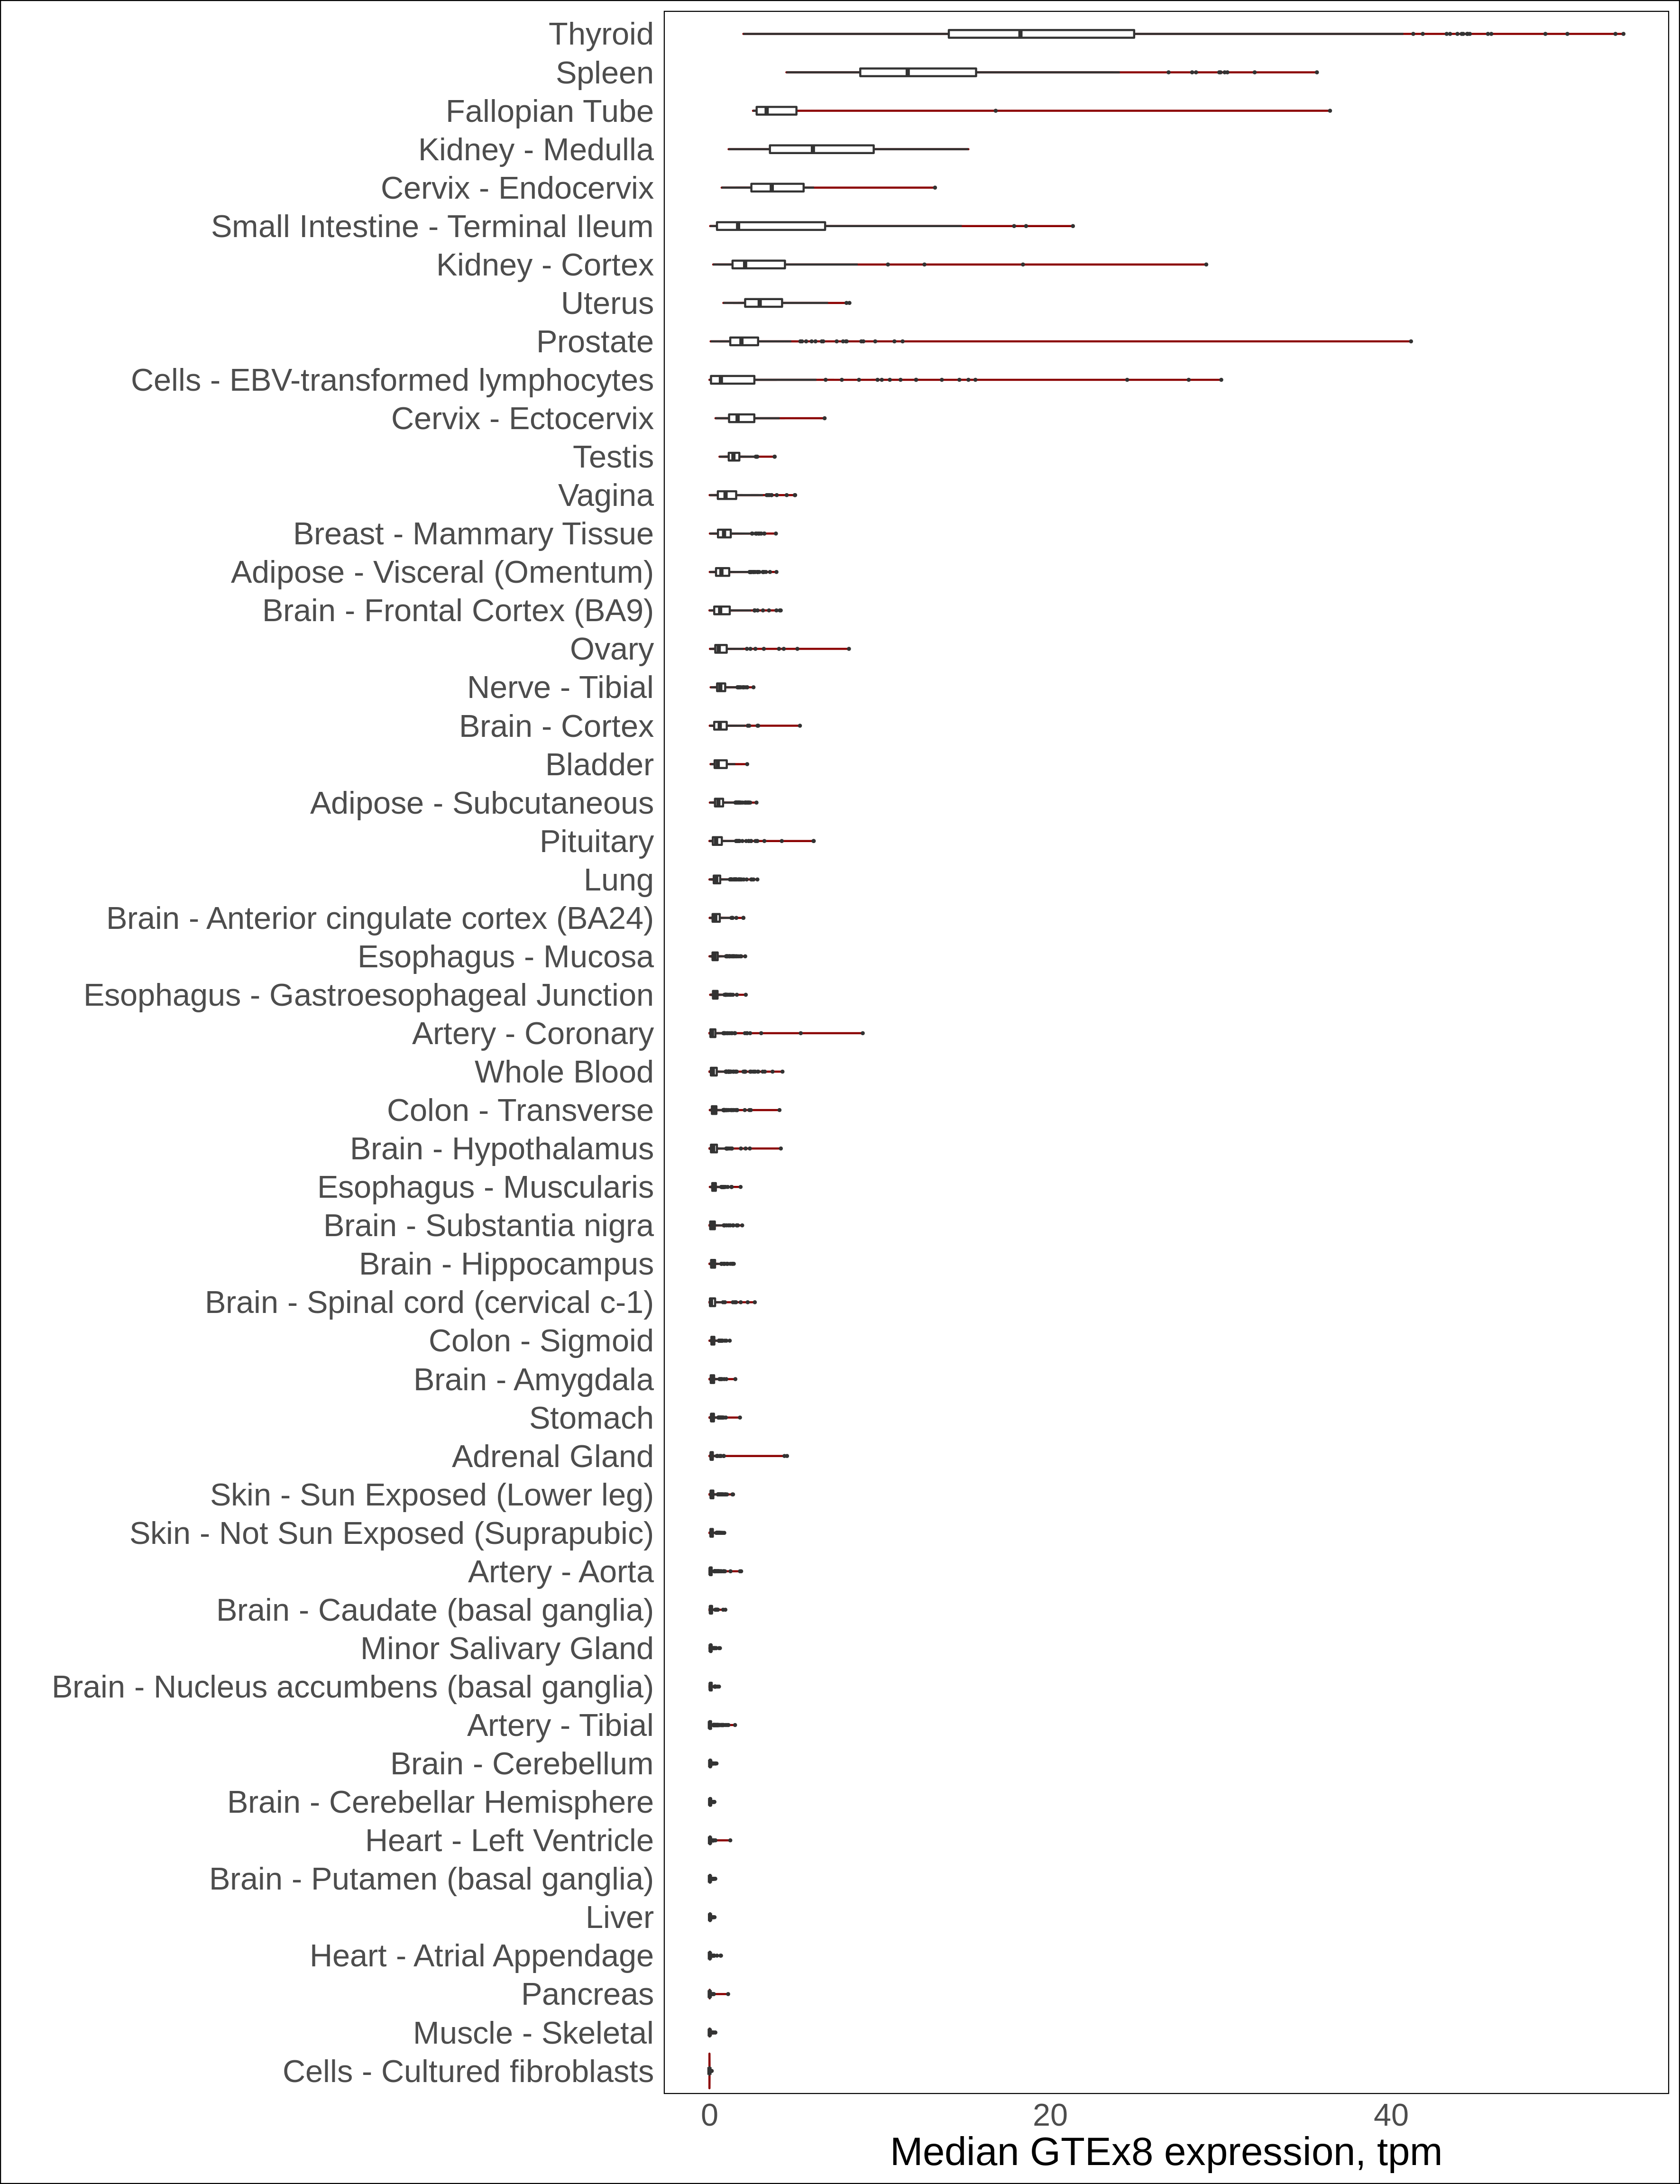 Thyroid
Spleen
Fallopian Tube
Kidney - Medulla
Cervix - Endocervix
Small Intestine - Terminal Ileum
Kidney - Cortex
Uterus
Prostate
Cells - EBV-transformed lymphocytes
Cervix - Ectocervix
Testis
Vagina
Breast - Mammary Tissue
Adipose - Visceral (Omentum)
Brain - Frontal Cortex (BA9)
Ovary
Nerve - Tibial
Brain - Cortex
Bladder
Adipose - Subcutaneous
Pituitary
Lung
Brain - Anterior cingulate cortex (BA24)
Esophagus - Mucosa
Esophagus - Gastroesophageal Junction
Artery - Coronary
Whole Blood
Colon - Transverse
Brain - Hypothalamus
Esophagus - Muscularis
Brain - Substantia nigra
Brain - Hippocampus
Brain - Spinal cord (cervical c-1)
Colon - Sigmoid
Brain - Amygdala
Stomach
Adrenal Gland
Skin - Sun Exposed (Lower leg)
Skin - Not Sun Exposed (Suprapubic)
Artery - Aorta
Brain - Caudate (basal ganglia)
Minor Salivary Gland
Brain - Nucleus accumbens (basal ganglia)
Artery - Tibial
Brain - Cerebellum
Brain - Cerebellar Hemisphere
Heart - Left Ventricle
Brain - Putamen (basal ganglia)
Liver
Heart - Atrial Appendage
Pancreas
Muscle - Skeletal
Cells - Cultured fibroblasts
0 20 40
Median GTEx8 expression, tpm